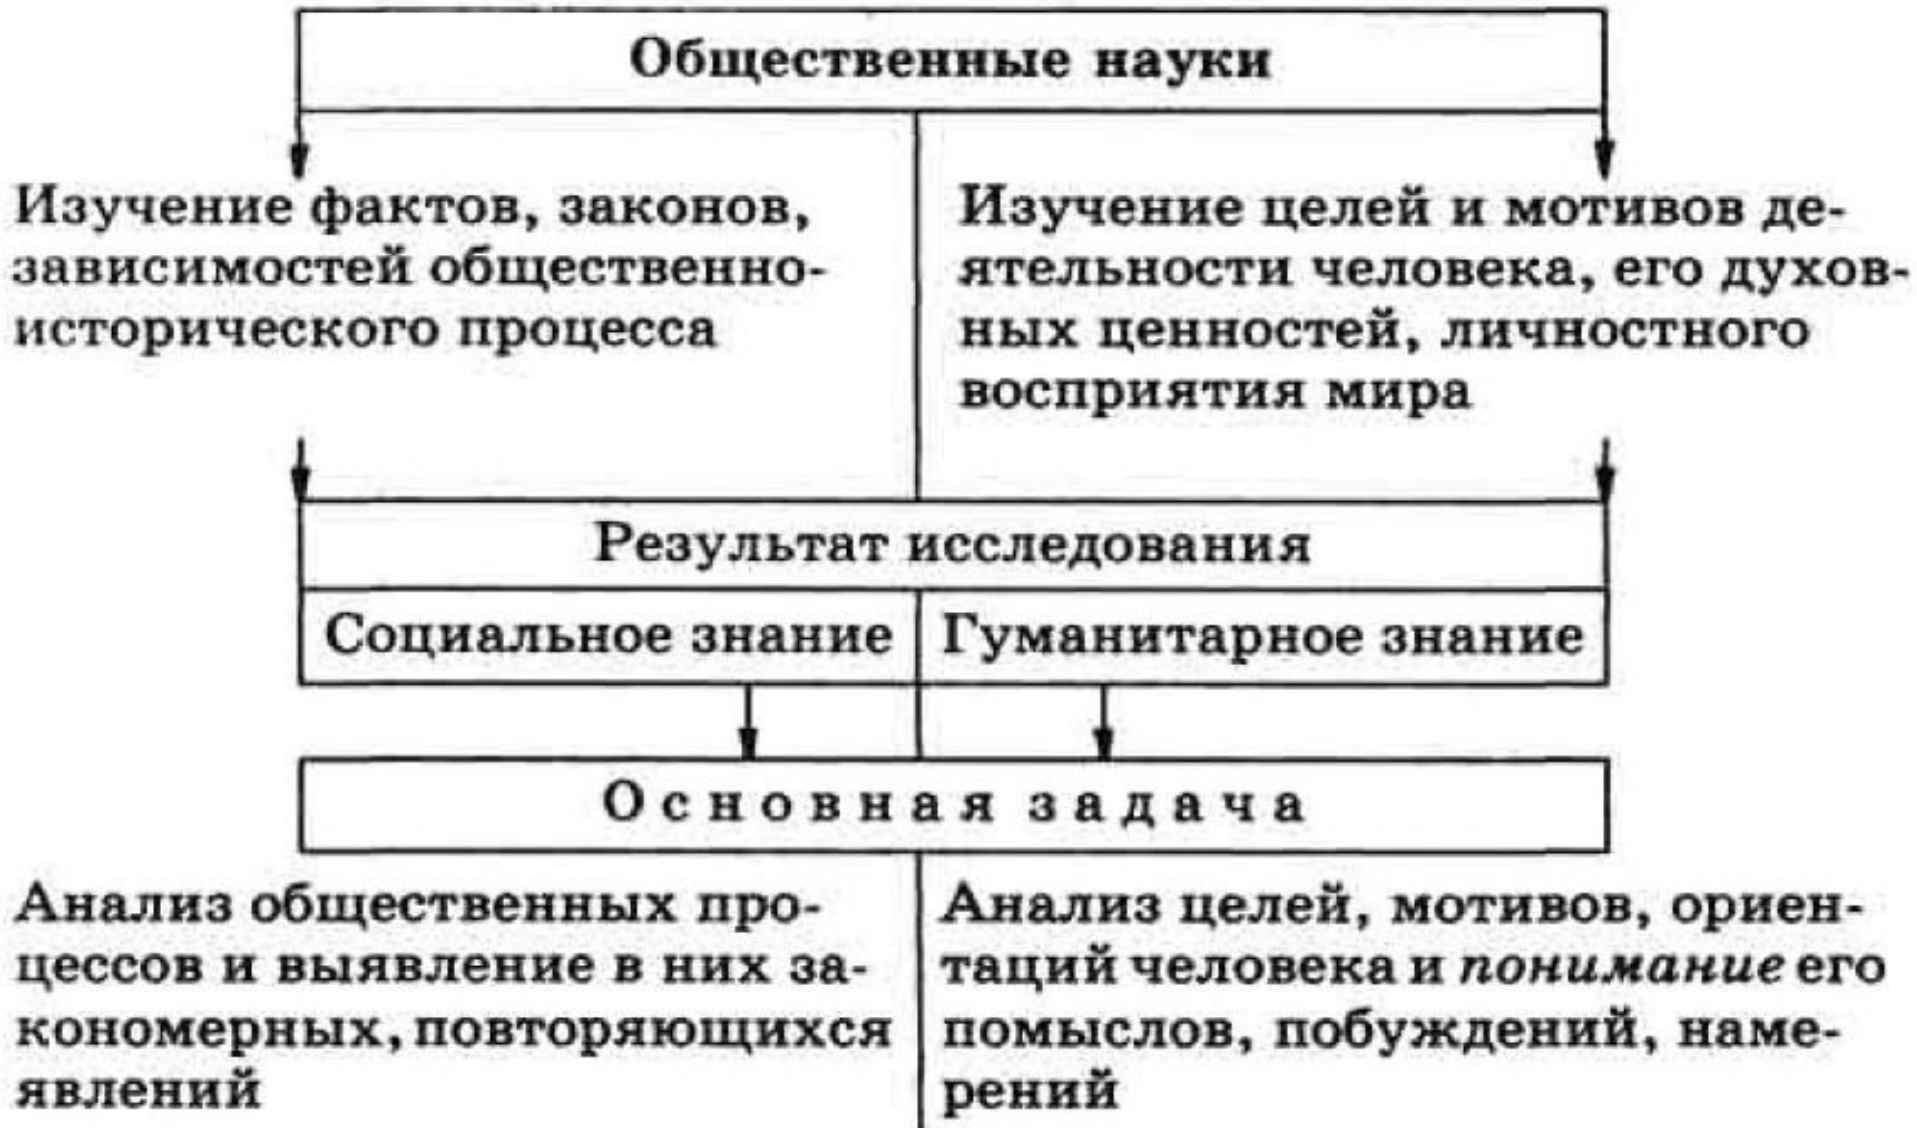 Общественные науки
Изучение фактов, законов,
зависимостей общественно-
исторического процесса
Изучение целей и мотивов де-
ятельности человека, его духов-
ных ценностей, личностного
восприятия мира
Результат исследования
Социальное знание
Гуманитарное знание
Основная задача
Анализ общественных про-
цессов и выявление в них за-
кономерных, повторяющихся
явлений
Анализ целей, мотивов, ориен-
таций человека и понимание его
помыслов, побуждений, наме-
рений